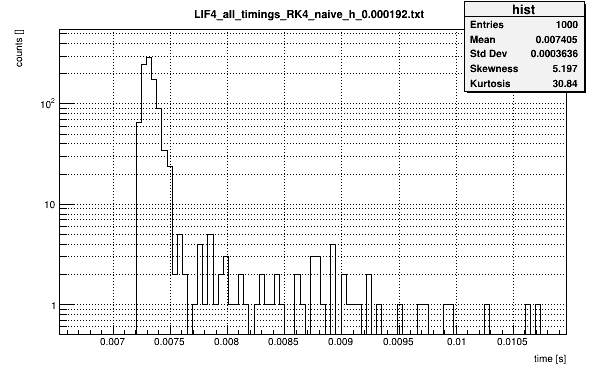 LIF4_all_timings_RK4_naive_h_0.000192.txt
hist
Entries 1000
Mean 0.007405
Std Dev 0.0003636
Skewness 5.197
Kurtosis 30.84
counts []
10²
10
1
0.007 0.0075 0.008 0.0085 0.009 0.0095 0.01 0.0105
time [s]